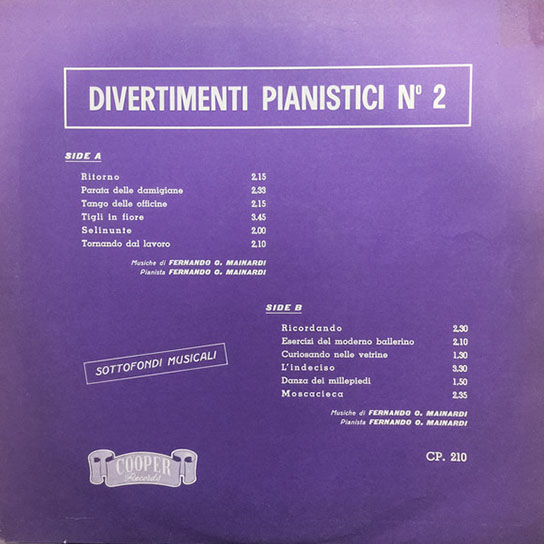 DIVERTIMENTI PIANISTICI Nº 2
SIDE A
Ritorno 2.15
Parata delle damigiane 2.33
Tango delle officine 2.15
Tigli in fiore 3.45
Selinunte 2.00
Tornando dal lavoro 2.10
Musiche di FERNANDO G. MAINARDI
Pianista FERNANDO G. MAINARDI
SIDE B
Ricordando 2.30
Esercizi del moderno ballerino 2.10
Curiosando nelle vetrine 1.30
L'indeciso 3.30
Danza dei millepiedi 1.50
Moscacieca 2.35
Musiche di FERNANDO G. MAINARDI
Pianista FERNANDO G. MAINARDI
SOTTOFONDI MUSICALI
COOPER
Records
CP. 210